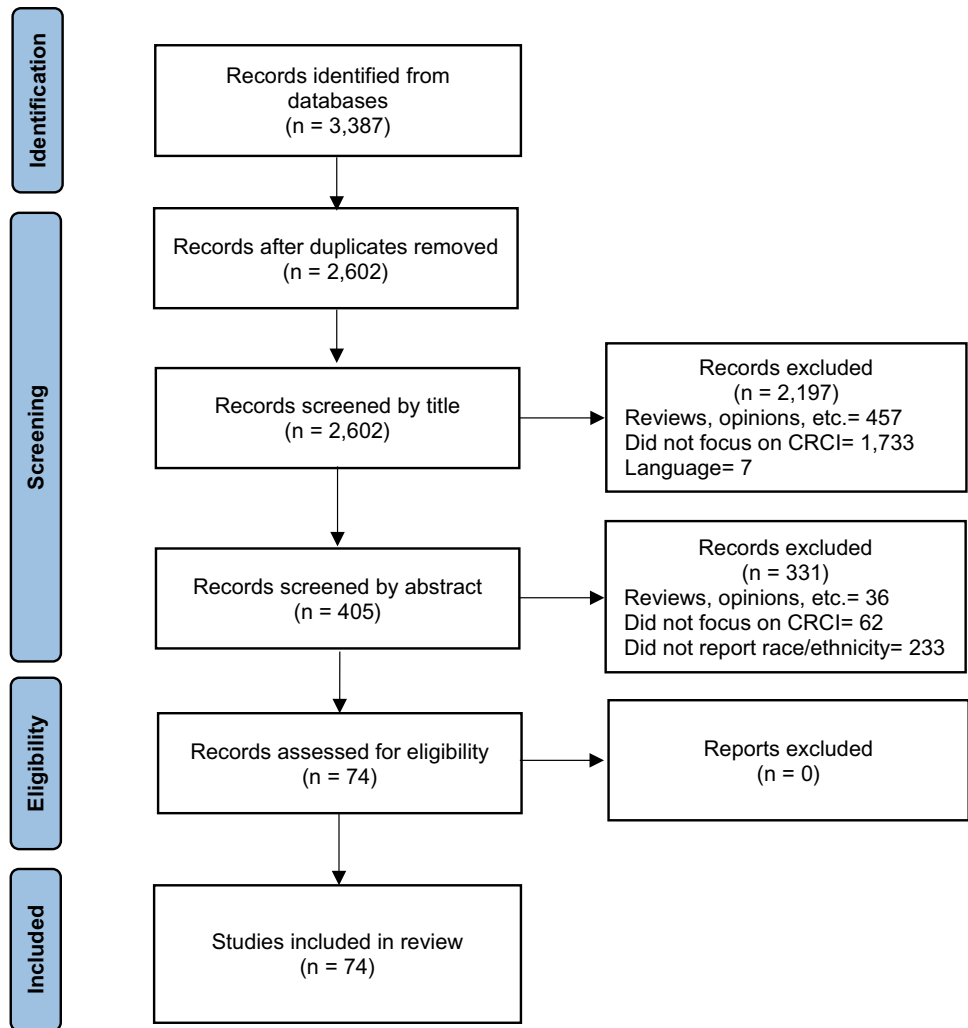 Identification
Records identified from
databases
(n = 3,387)
Screening
Records after duplicates removed
(n = 2,602)
Records screened by title
(n = 2,602)
Records excluded
(n = 2,197)
Reviews, opinions, etc.= 457
Did not focus on CRCI= 1,733
Language= 7
Records screened by abstract
(n = 405)
Records excluded
(n = 331)
Reviews, opinions, etc.= 36
Did not focus on CRCI= 62
Did not report race/ethnicity= 233
Eligibility
Records assessed for eligibility
(n = 74)
Reports excluded
(n = 0)
Included
Studies included in review
(n = 74)